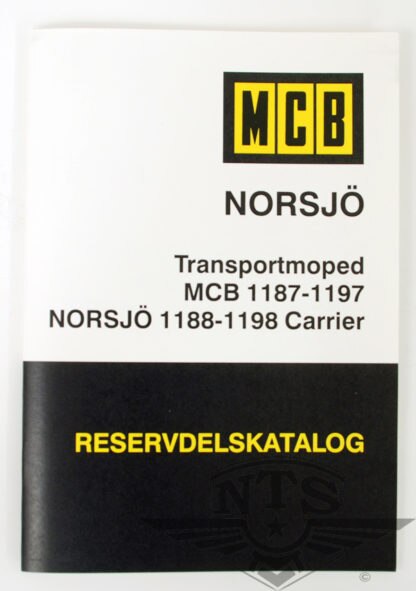 MCB
NORSJÖ
Transportmoped
MCB 1187-1197
NORSJÖ 1188-1198 Carrier
RESERVDELSKATALOG
NTS
©